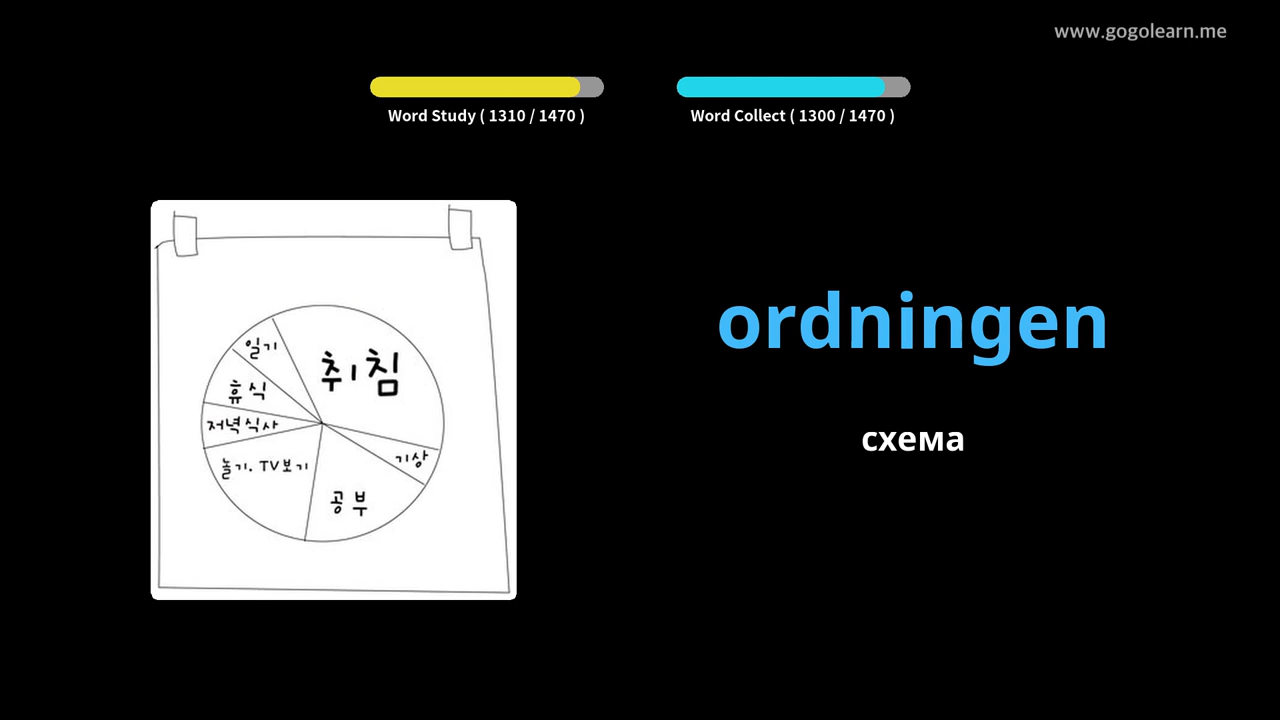 www.gogolearn.me
Word Study ( 1310 / 1470 )
Word Collect ( 1300 / 1470 )
일기
취침
휴식
저녁식사
놀기. TV보기
기상
공부
ordningen
схема